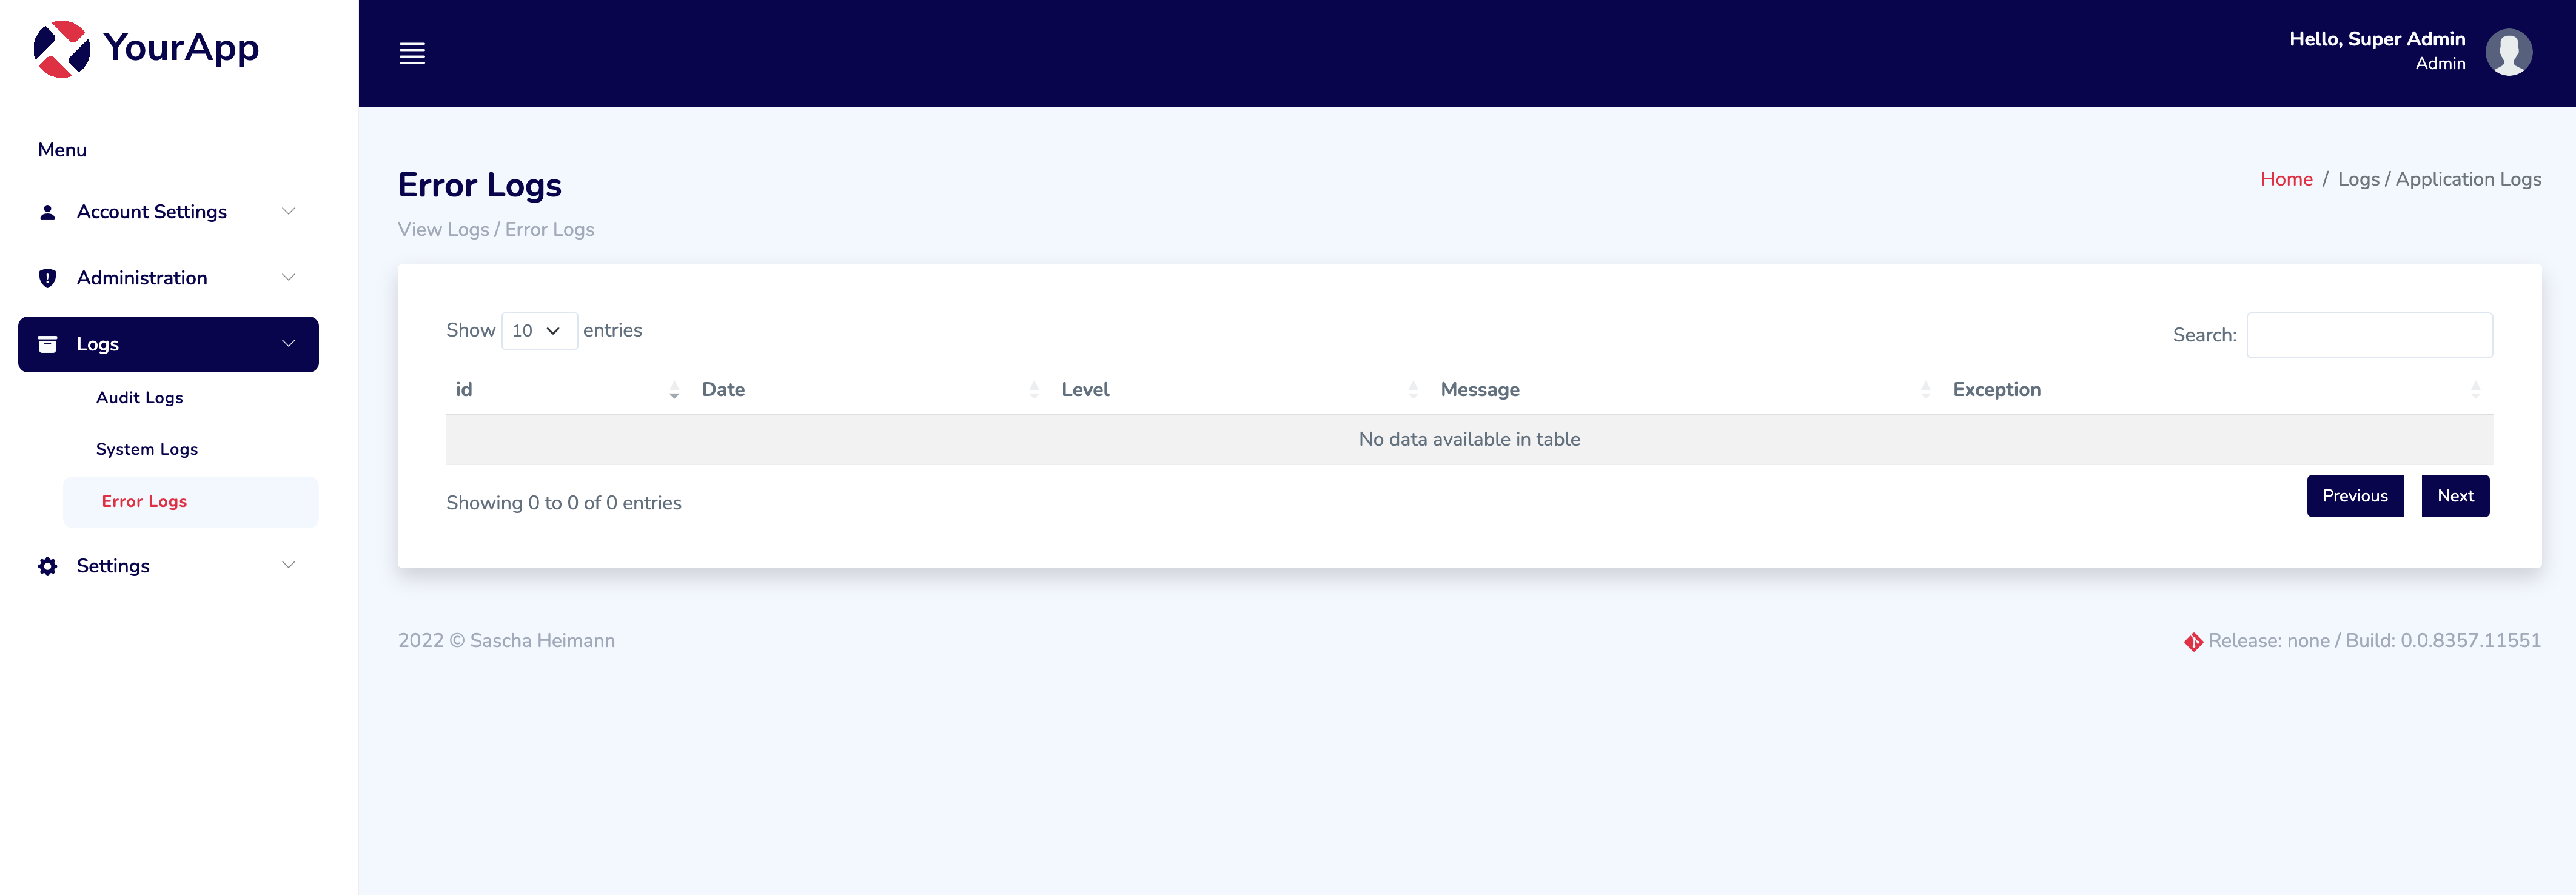 YourApp
Hello, Super Admin
Admin
Menu
Account Settings
Administration
Logs
Audit Logs
System Logs
Error Logs
Settings
Error Logs
Home / Logs / Application Logs
View Logs / Error Logs
Show 10 entries
Search:
id Date Level Message Exception
No data available in table
Showing 0 to 0 of 0 entries
Previous Next
2022 © Sascha Heimann
Release: none / Build: 0.0.8357.11551